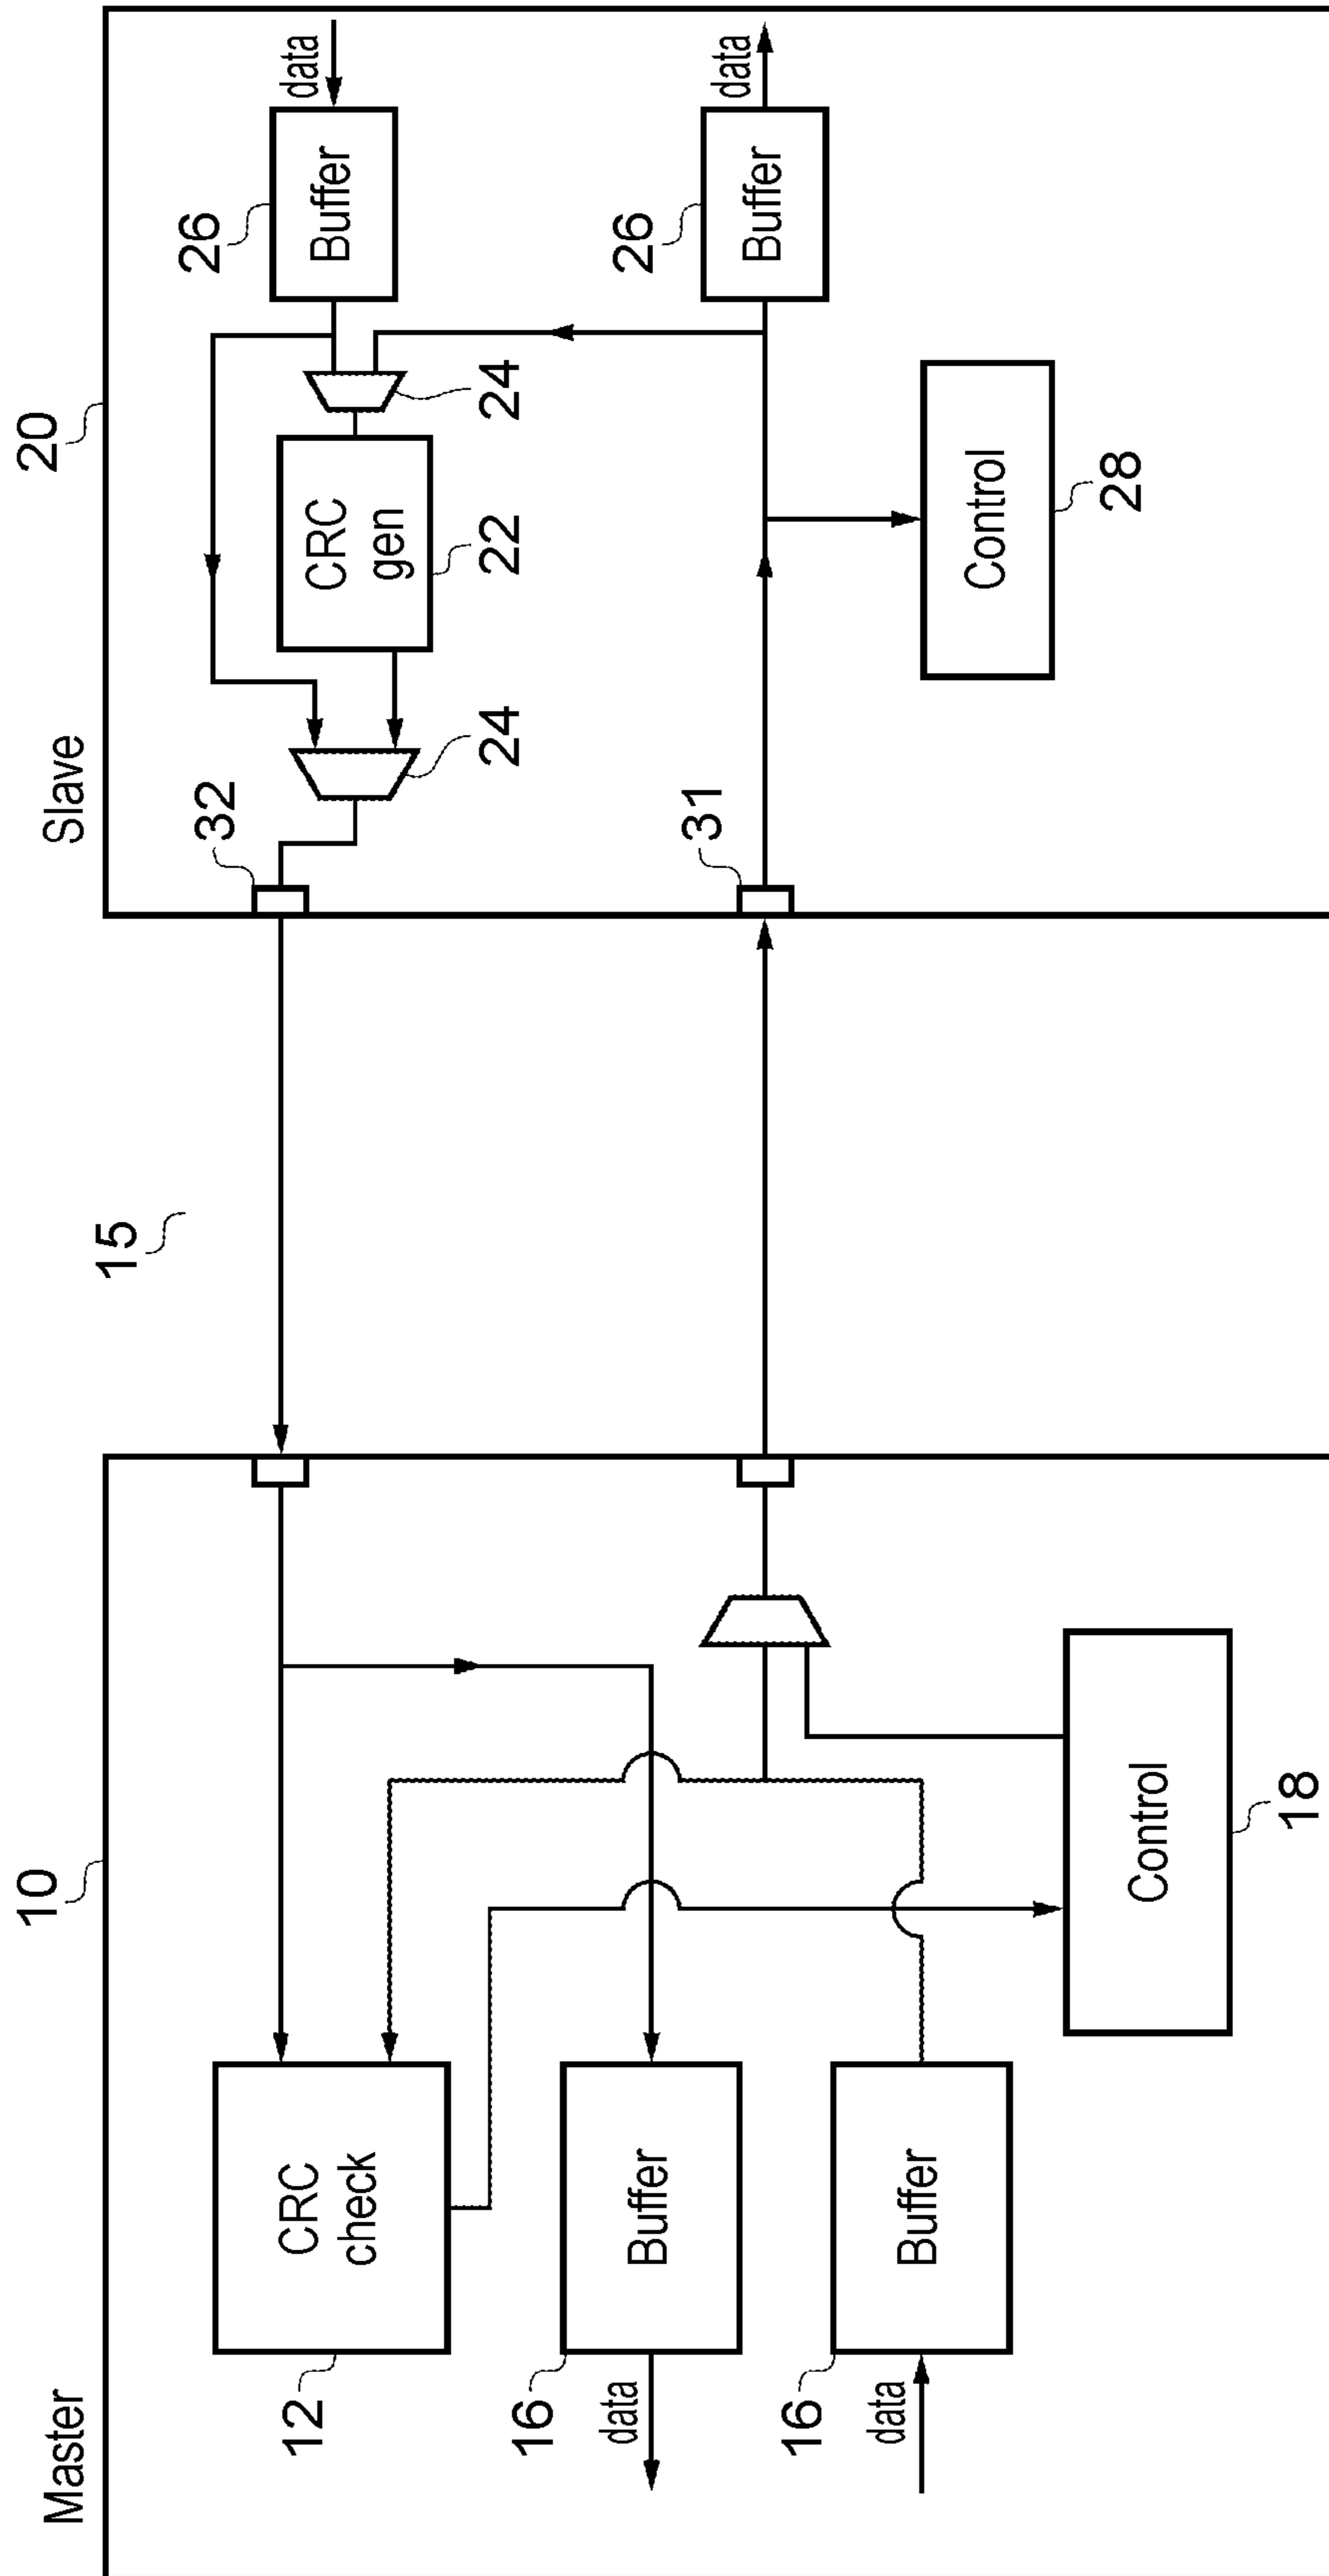 Master
10
15
Slave
20
CRC
check
12
Buffer
16
data
Buffer
16
data
Control
18
32
31
24
CRC
gen
22
24
Buffer
26
data
Buffer
26
data
Control
28